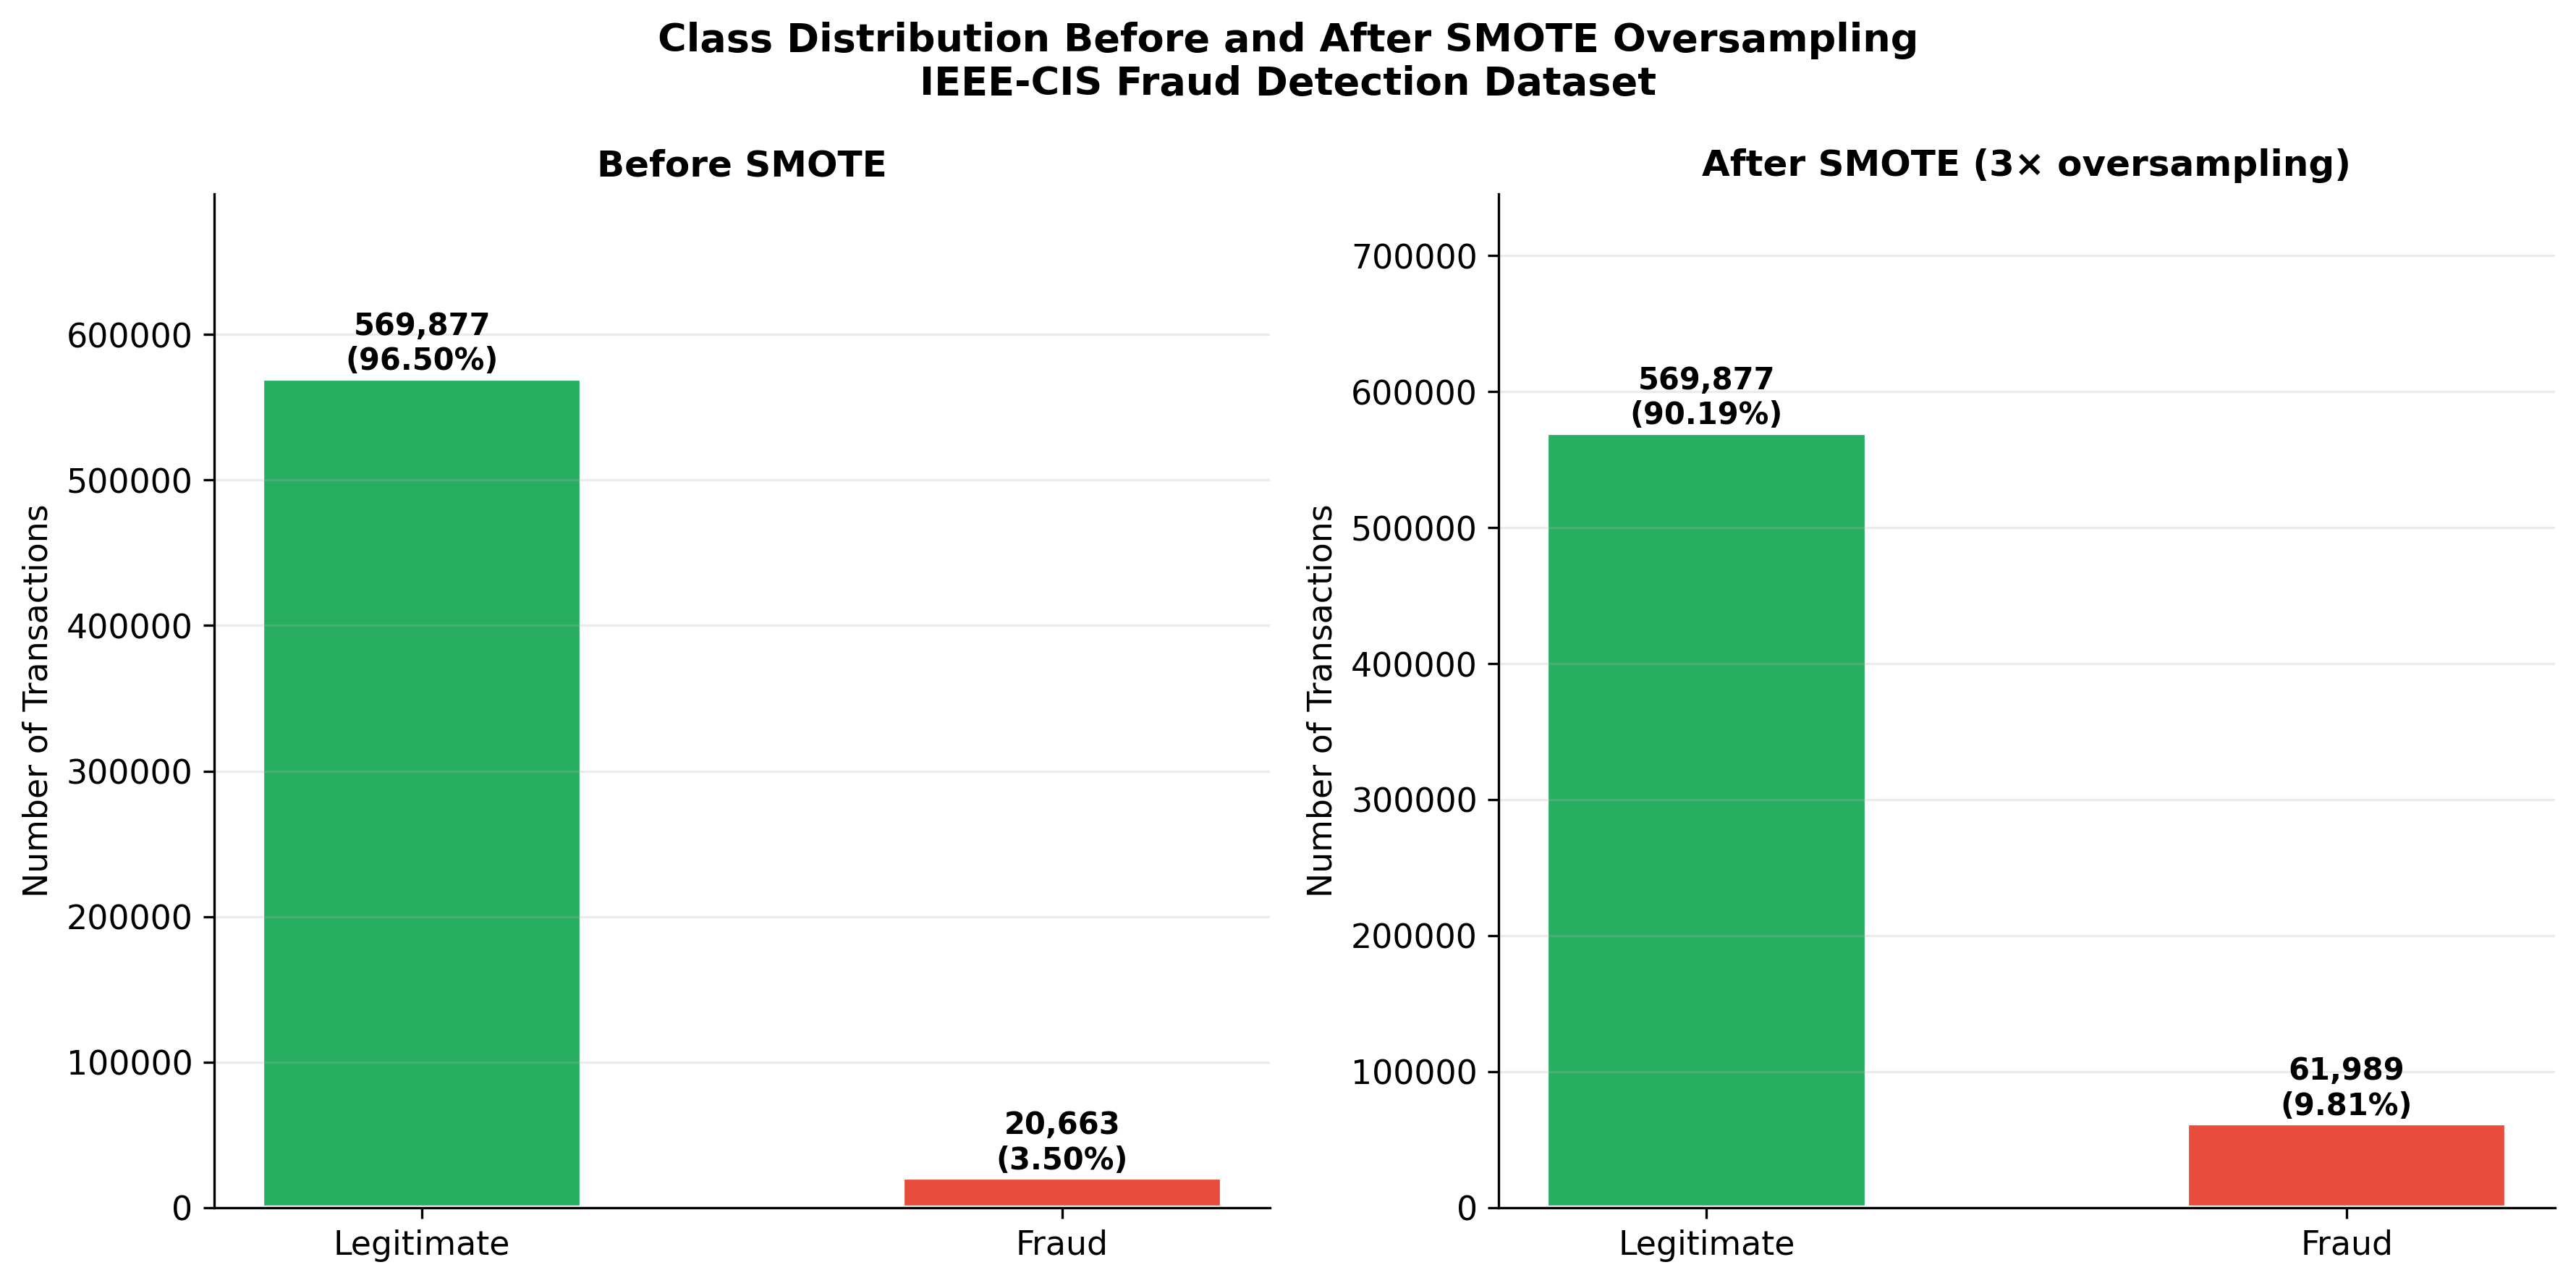 Class Distribution Before and After SMOTE Oversampling
IEEE-CIS Fraud Detection Dataset
Before SMOTE
Number of Transactions
600000
500000
400000
300000
200000
100000
0
569,877
(96.50%)
20,663
(3.50%)
Legitimate
Fraud
After SMOTE (3× oversampling)
Number of Transactions
700000
600000
500000
400000
300000
200000
100000
0
569,877
(90.19%)
61,989
(9.81%)
Legitimate
Fraud